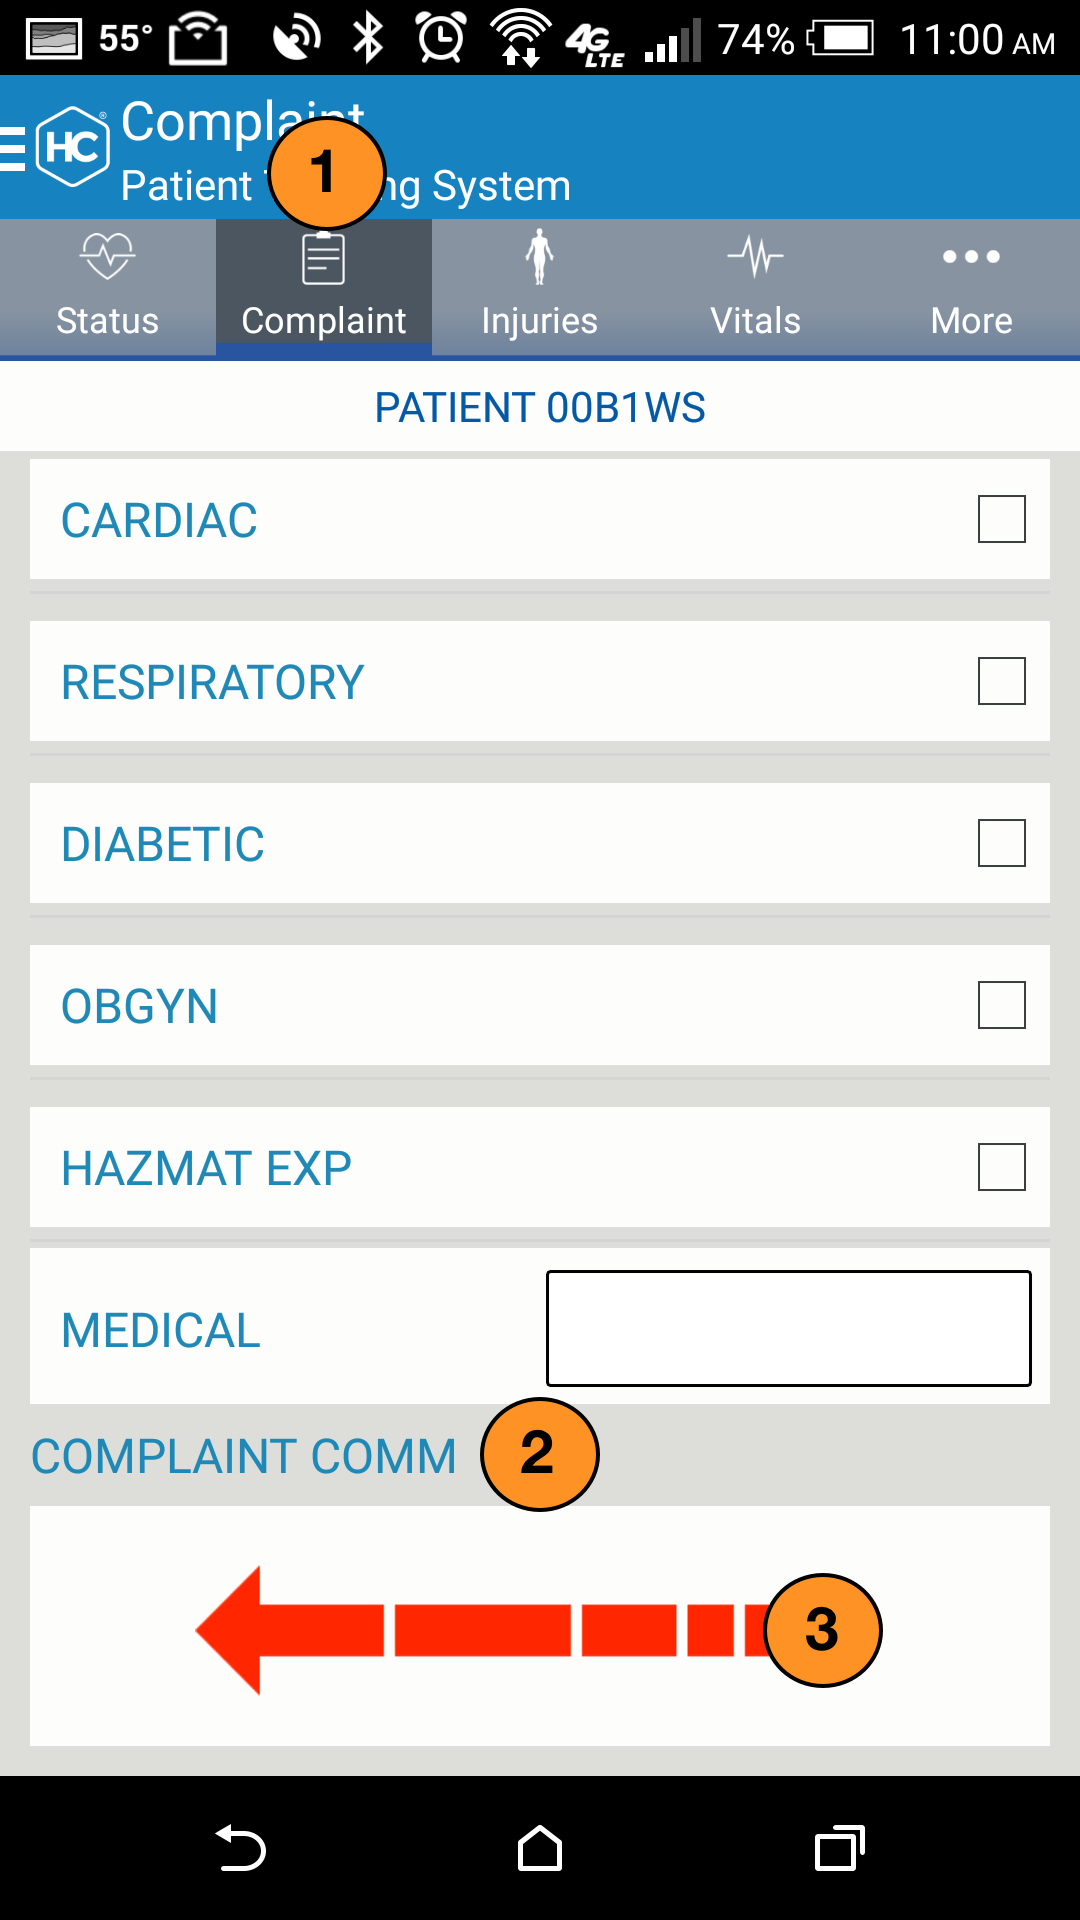 55° 4G LTE 74% 11:00 AM
HC® Complaint
1
Patient ng System
Status Complaint Injuries Vitals More
PATIENT 00B1WS
CARDIAC
RESPIRATORY
DIABETIC
OBGYN
HAZMAT EXP
MEDICAL
COMPLAINT COMM 2
3